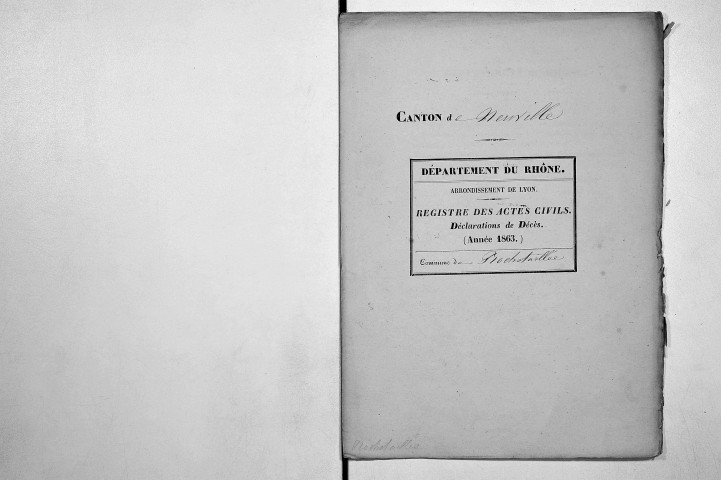 CANTON de Neuville
DÉPARTEMENT DU RHÔNE.
ARRONDISSEMENT DE LYON.
REGISTRE DES ACTES CIVILS.
Déclarations de Décès.
(Année 1863.)
Commune de Rochetaillée
Rochetaillée